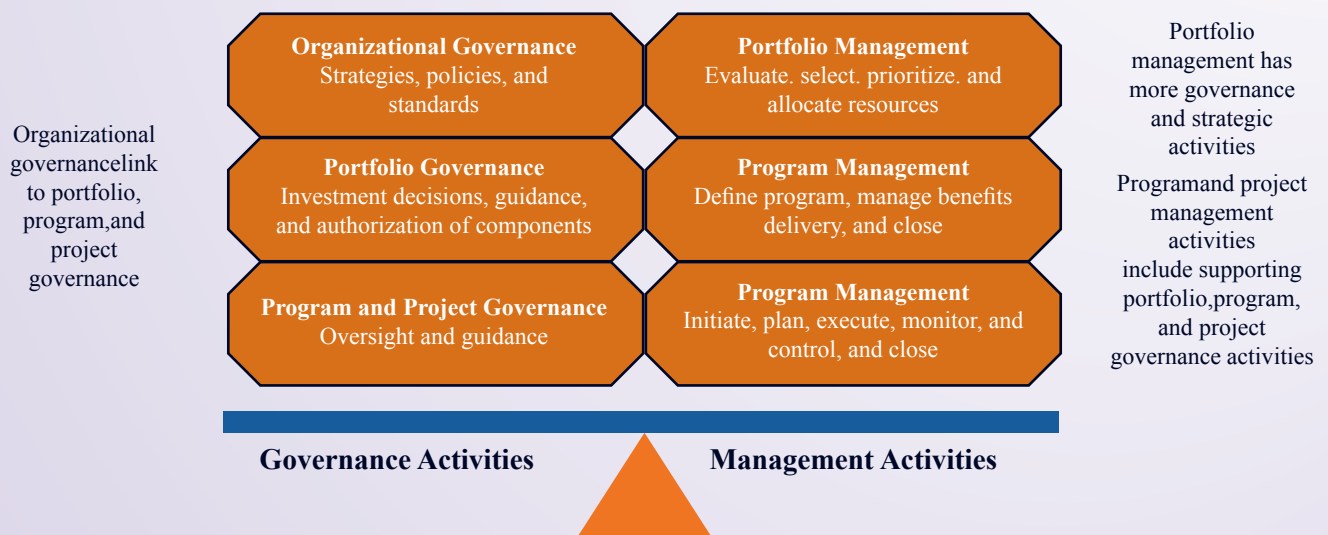 Organizational
governancelink
to portfolio,
program,and
project
governance
Organizational Governance
Strategies, policies, and
standards
Portfolio Management
Evaluate. select. prioritize. and
allocate resources
Portfolio Governance
Investment decisions, guidance,
and authorization of components
Program Management
Define program, manage benefits
delivery, and close
Program and Project Governance
Oversight and guidance
Program Management
Initiate, plan, execute, monitor, and
control, and close
Portfolio
management has
more governance
and strategic
activities
Programand project
management
activities
include supporting
portfolio,program,
and project
governance activities
Governance Activities
Management Activities